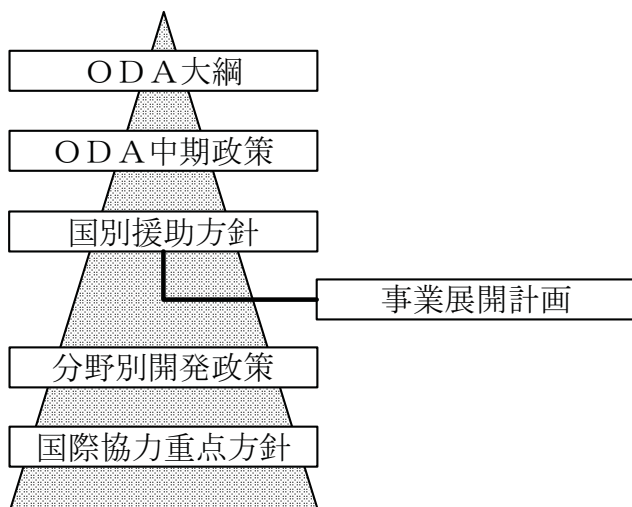 ＯＤＡ大綱
ＯＤＡ中期政策
国別援助方針
事業展開計画
分野別開発政策
国際協力重点方針